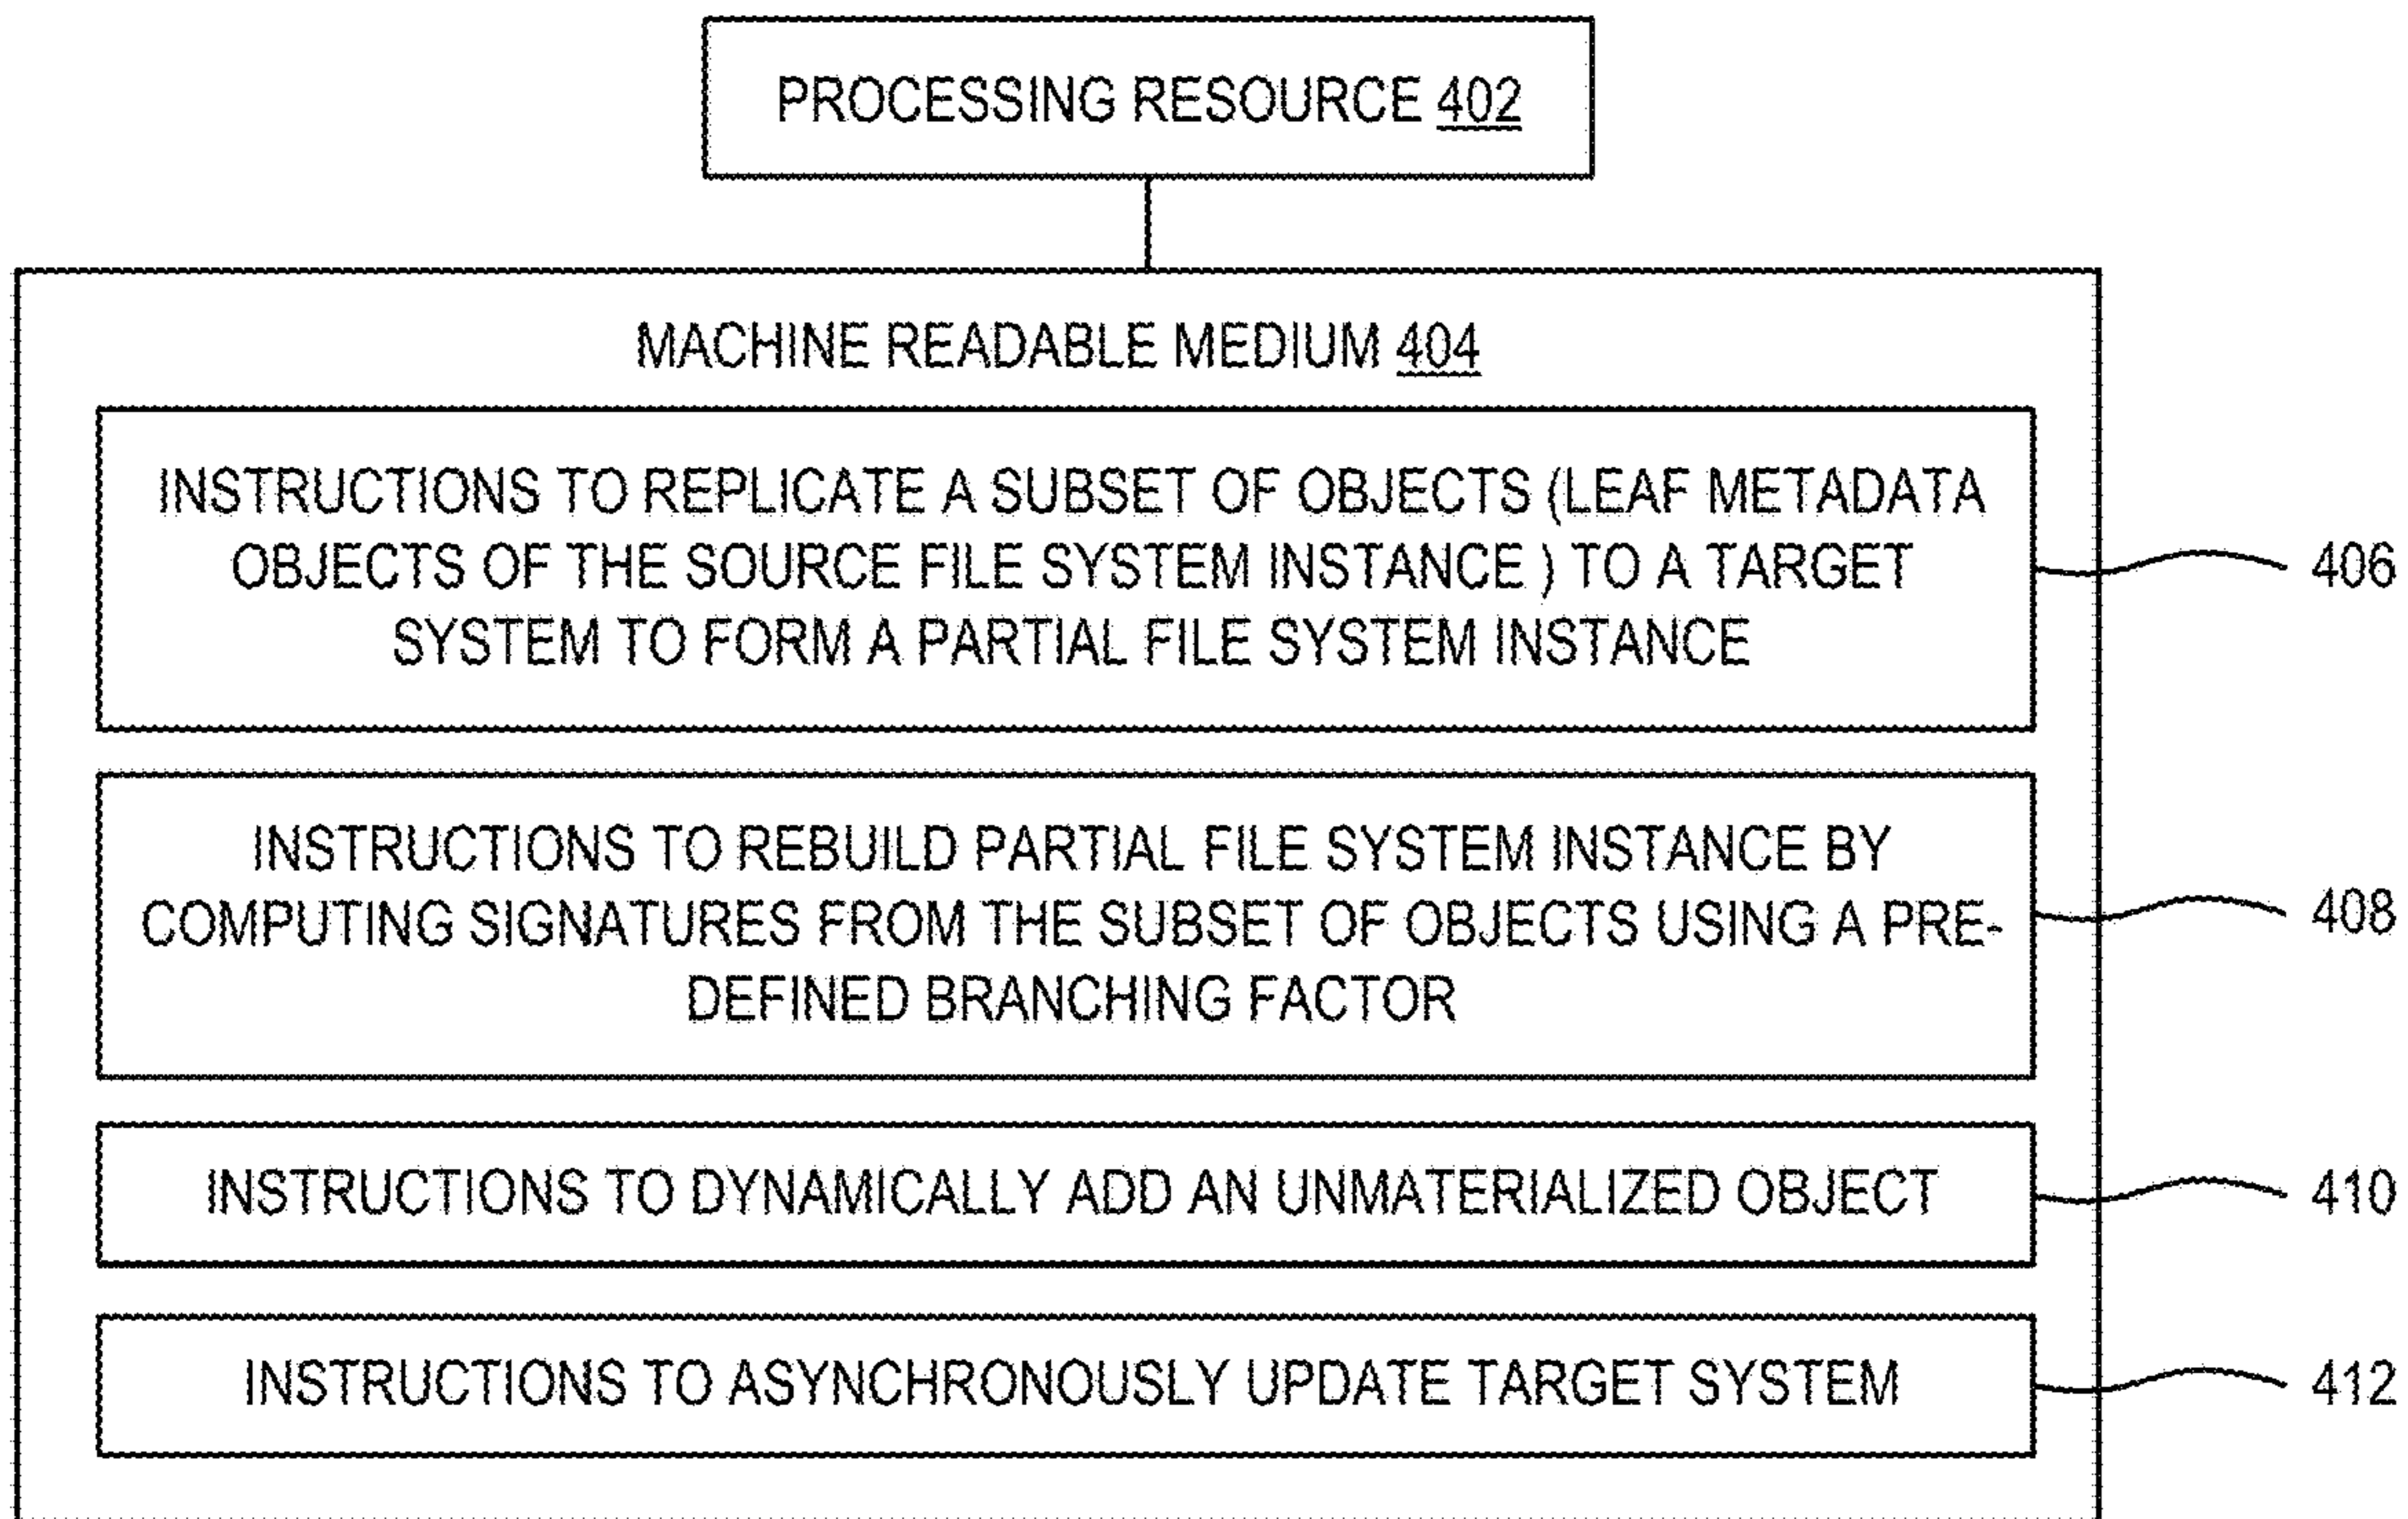 PROCESSING RESOURCE 402
MACHINE READABLE MEDIUM 404
INSTRUCTIONS TO REPLICATE A SUBSET OF OBJECTS (LEAF METADATA
OBJECTS OF THE SOURCE FILE SYSTEM INSTANCE ) TO A TARGET
SYSTEM TO FORM A PARTIAL FILE SYSTEM INSTANCE
406
INSTRUCTIONS TO REBUILD PARTIAL FILE SYSTEM INSTANCE BY
COMPUTING SIGNATURES FROM THE SUBSET OF OBJECTS USING A PRE-
DEFINED BRANCHING FACTOR
408
INSTRUCTIONS TO DYNAMICALLY ADD AN UNMATERIALIZED OBJECT
410
INSTRUCTIONS TO ASYNCHRONOUSLY UPDATE TARGET SYSTEM
412